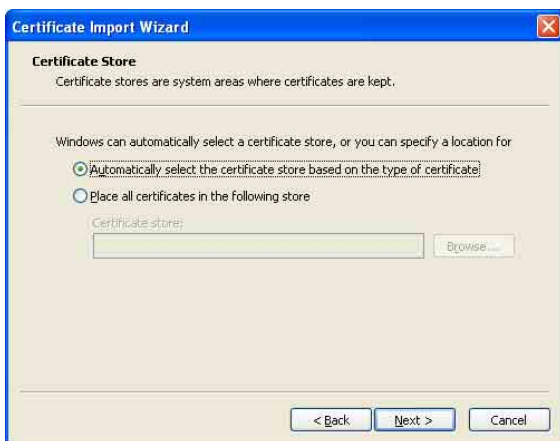 Certificate Import Wizard
Certificate Store
Certificate stores are system areas where certificates are kept.
Windows can automatically select a certificate store, or you can specify a location for
Automatically select the certificate store based on the type of certificate
Place all certificates in the following store
Certificate store:
Browse...
< Back
Next >
Cancel